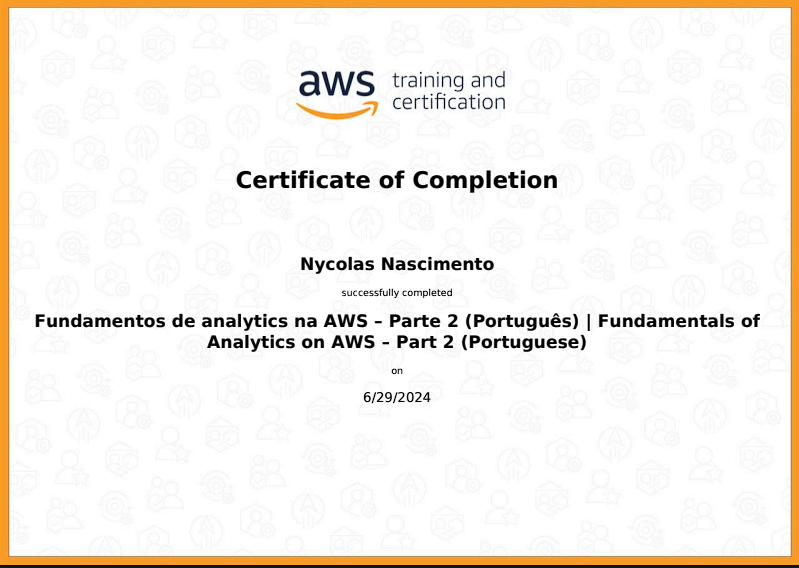 aws training and
certification
Certificate of Completion
Nycolas Nascimento
successfully completed
Fundamentos de analytics na AWS – Parte 2 (Português) | Fundamentals of
Analytics on AWS – Part 2 (Portuguese)
on
6/29/2024